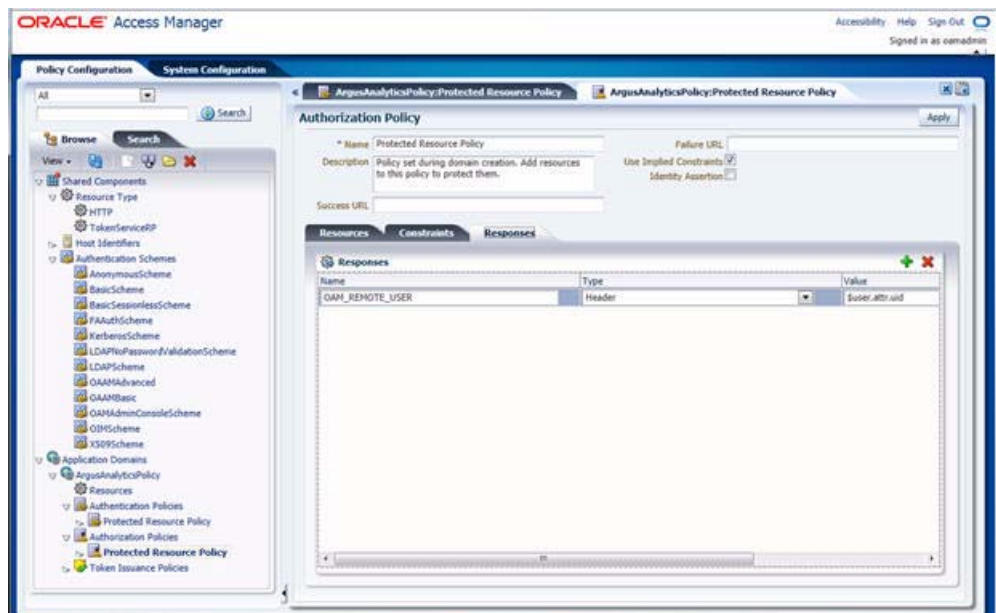 ORACLE Access Manager
Accessibility Help Sign Out
Signed in as oamadmin
Policy Configuration System Configuration
All
Search
Browse Search
View
Shared Components
Resource Type
HTTP
TokenServiceRP
Host Identifiers
Authentication Schemes
AnonymousScheme
BasicScheme
BasicSessionlessScheme
FAAuthScheme
KerberosScheme
LDAPNoPasswordValidationScheme
LDAPScheme
OAAMAdvanced
OAAMBasic
OAMAdminConsoleScheme
OIMScheme
X509Scheme
Application Domains
ArgusAnalyticsPolicy
Resources
Authentication Policies
Protected Resource Policy
Authorization Policies
Protected Resource Policy
Token Issuance Policies
ArgusAnalyticsPolicy:Protected Resource Policy ArgusAnalyticsPolicy:Protected Resource Policy
Authorization Policy Apply
* Name Protected Resource Policy
Description Policy set during domain creation. Add resources
to this policy to protect them.
Success URL
Failure URL
Use Implied Constraints
Identity Assertion
Resources Constraints Responses
Responses
Name Type Value
OAM_REMOTE_USER Header $user.attr.uid